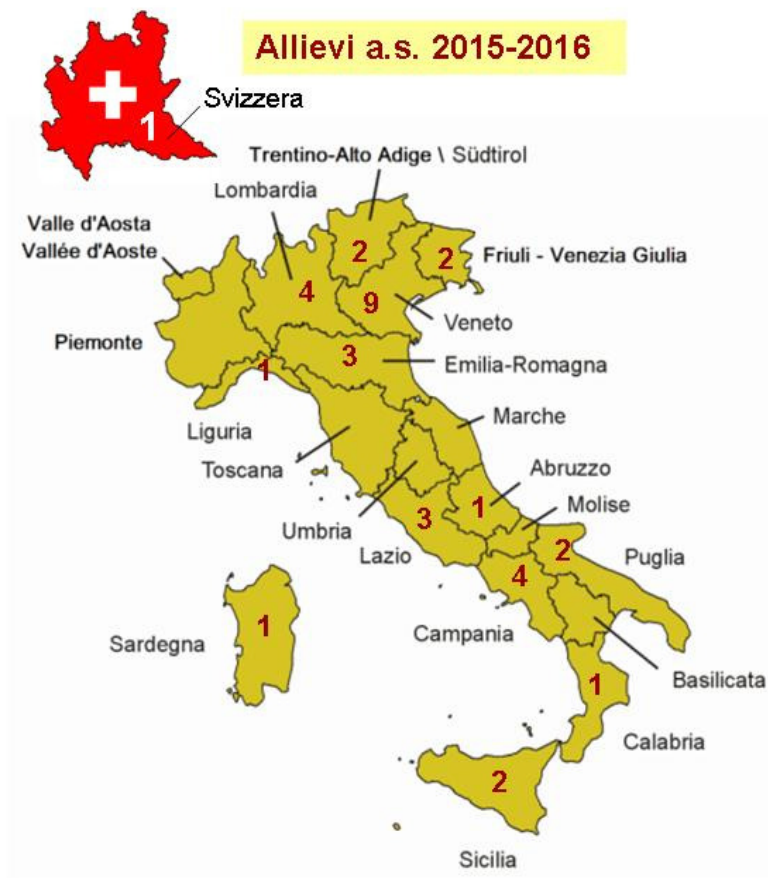 Allievi a.s. 2015-2016
1
Svizzera
Trentino-Alto Adige \ Südtirol
Lombardia
Valle d'Aosta
Vallée d'Aoste
2
2
Friuli - Venezia Giulia
4
9
Veneto
Piemonte
3
1
Emilia-Romagna
Marche
Liguria
Toscana
Abruzzo
1
Molise
3
Umbria
2
Lazio
Puglia
4
1
Campania
Sardegna
Basilicata
1
Calabria
2
Sicilia